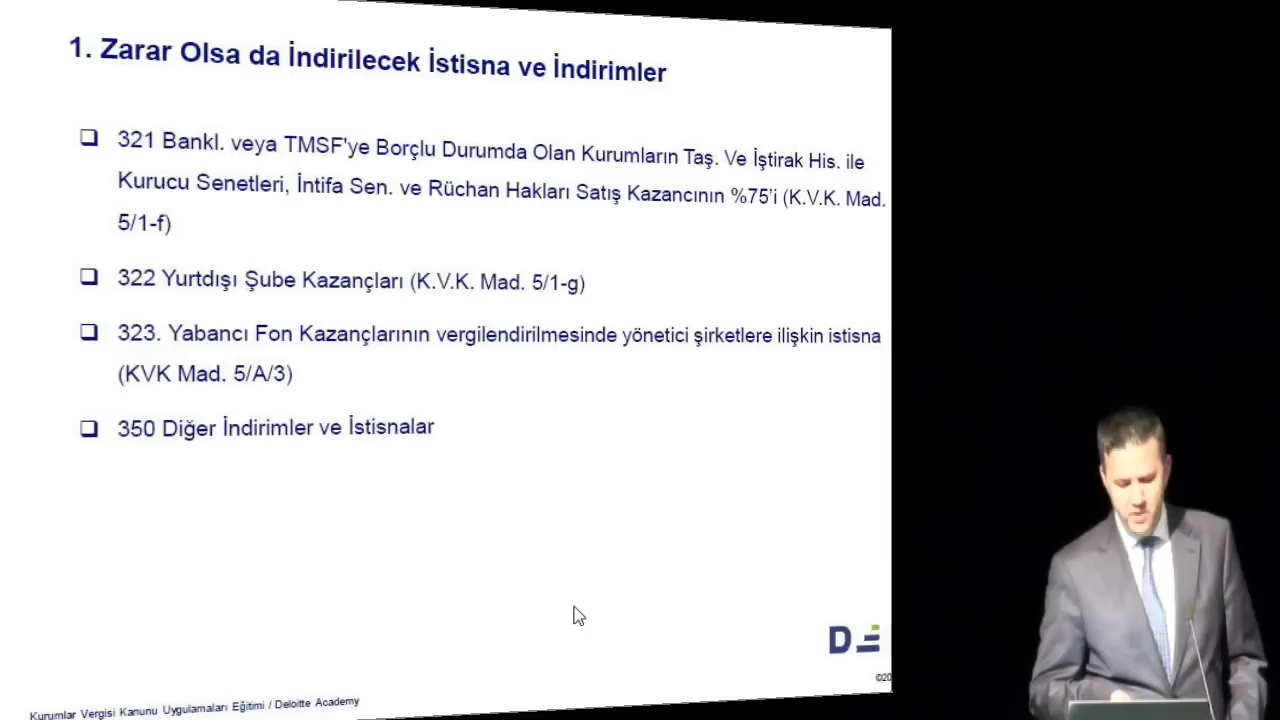 1. Zarar Olsa da İndirilecek İstisna ve İndirimler
❑ 321 Bankl. veya TMSF'ye Borçlu Durumda Olan Kurumların Taş. Ve İştirak His. ile
Kurucu Senetleri, İntifa Sen. ve Rüchan Hakları Satış Kazancının %75'i (K.V.K. Mad.
5/1-f)
❑ 322 Yurtdışı Şube Kazançları (K.V.K. Mad. 5/1-g)
❑ 323. Yabancı Fon Kazançlarının vergilendirilmesinde yönetici şirketlere ilişkin istisna
(KVK Mad. 5/A/3)
❑ 350 Diğer İndirimler ve İstisnalar
©20
Kurumlar Vergisi Kanunu Uygulamaları Eğitimi / Deloitte Academy